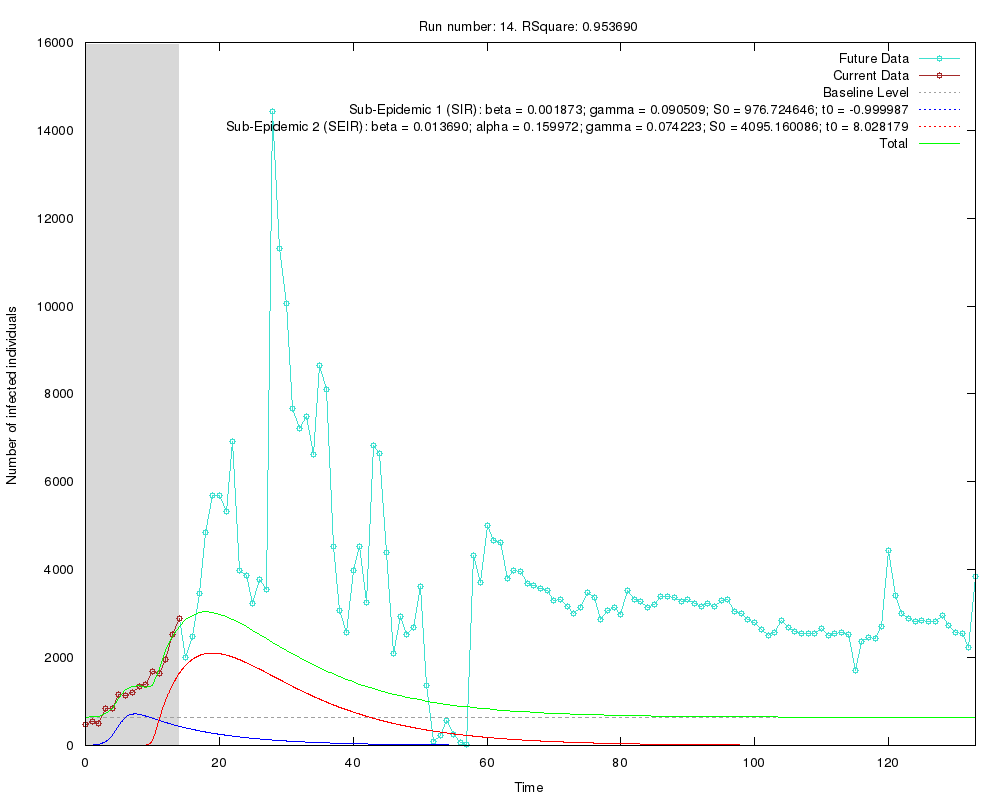 Run number: 14. RSquare: 0.953690
Future Data
Current Data
Baseline Level
Sub-Epidemic 1 (SIR): beta = 0.001873; gamma = 0.090509; S0 = 976.724646; t0 = -0.999987
Sub-Epidemic 2 (SEIR): beta = 0.013690; alpha = 0.159972; gamma = 0.074223; S0 = 4095.160086; t0 = 8.028179
Total
Number of infected individuals
16000
14000
12000
10000
8000
6000
4000
2000
0
0 20 40 60 80 100 120
Time